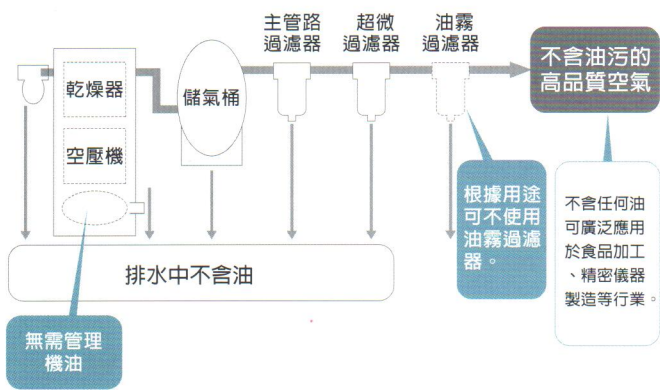 主管路
過濾器
超微
過濾器
油霧
過濾器
不含油污的
高品質空氣
乾燥器
儲氣桶
空壓機
根據用途
可不使用
油霧過濾
器。
不含任何油
可廣泛應用
於食品加工
、精密儀器
製造等行業。
排水中不含油
無需管理
機油